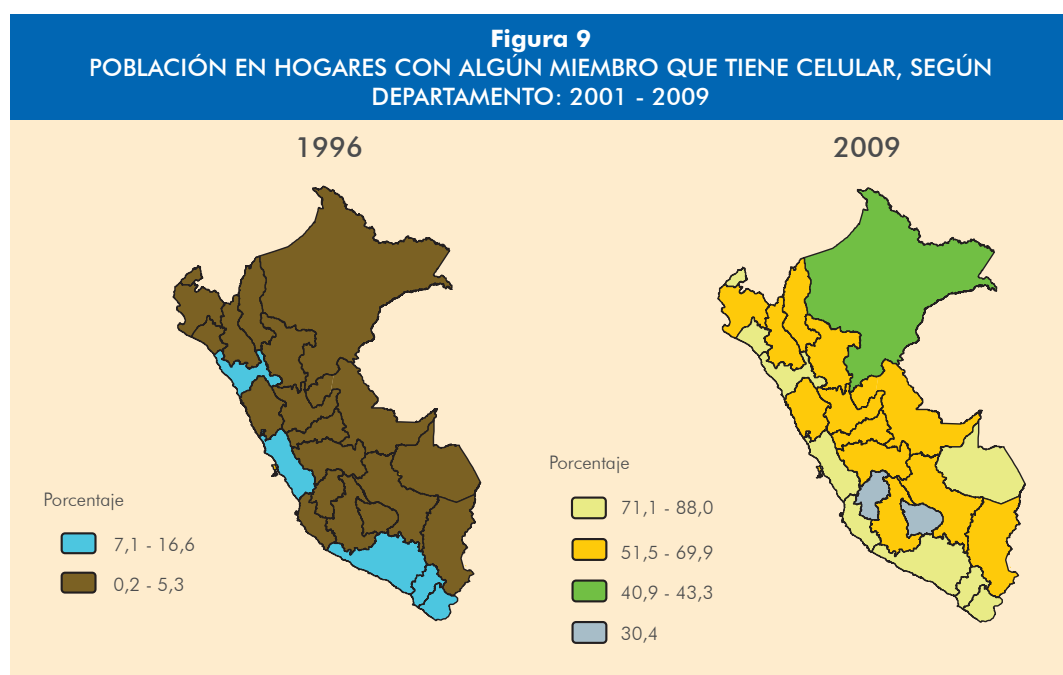 Figura 9
POBLACIÓN EN HOGARES CON ALGÚN MIEMBRO QUE TIENE CELULAR, SEGÚN
DEPARTAMENTO: 2001 - 2009
1996
Porcentaje
7,1 - 16,6
0,2 - 5,3
2009
Porcentaje
71,1 - 88,0
51,5 - 69,9
40,9 - 43,3
30,4